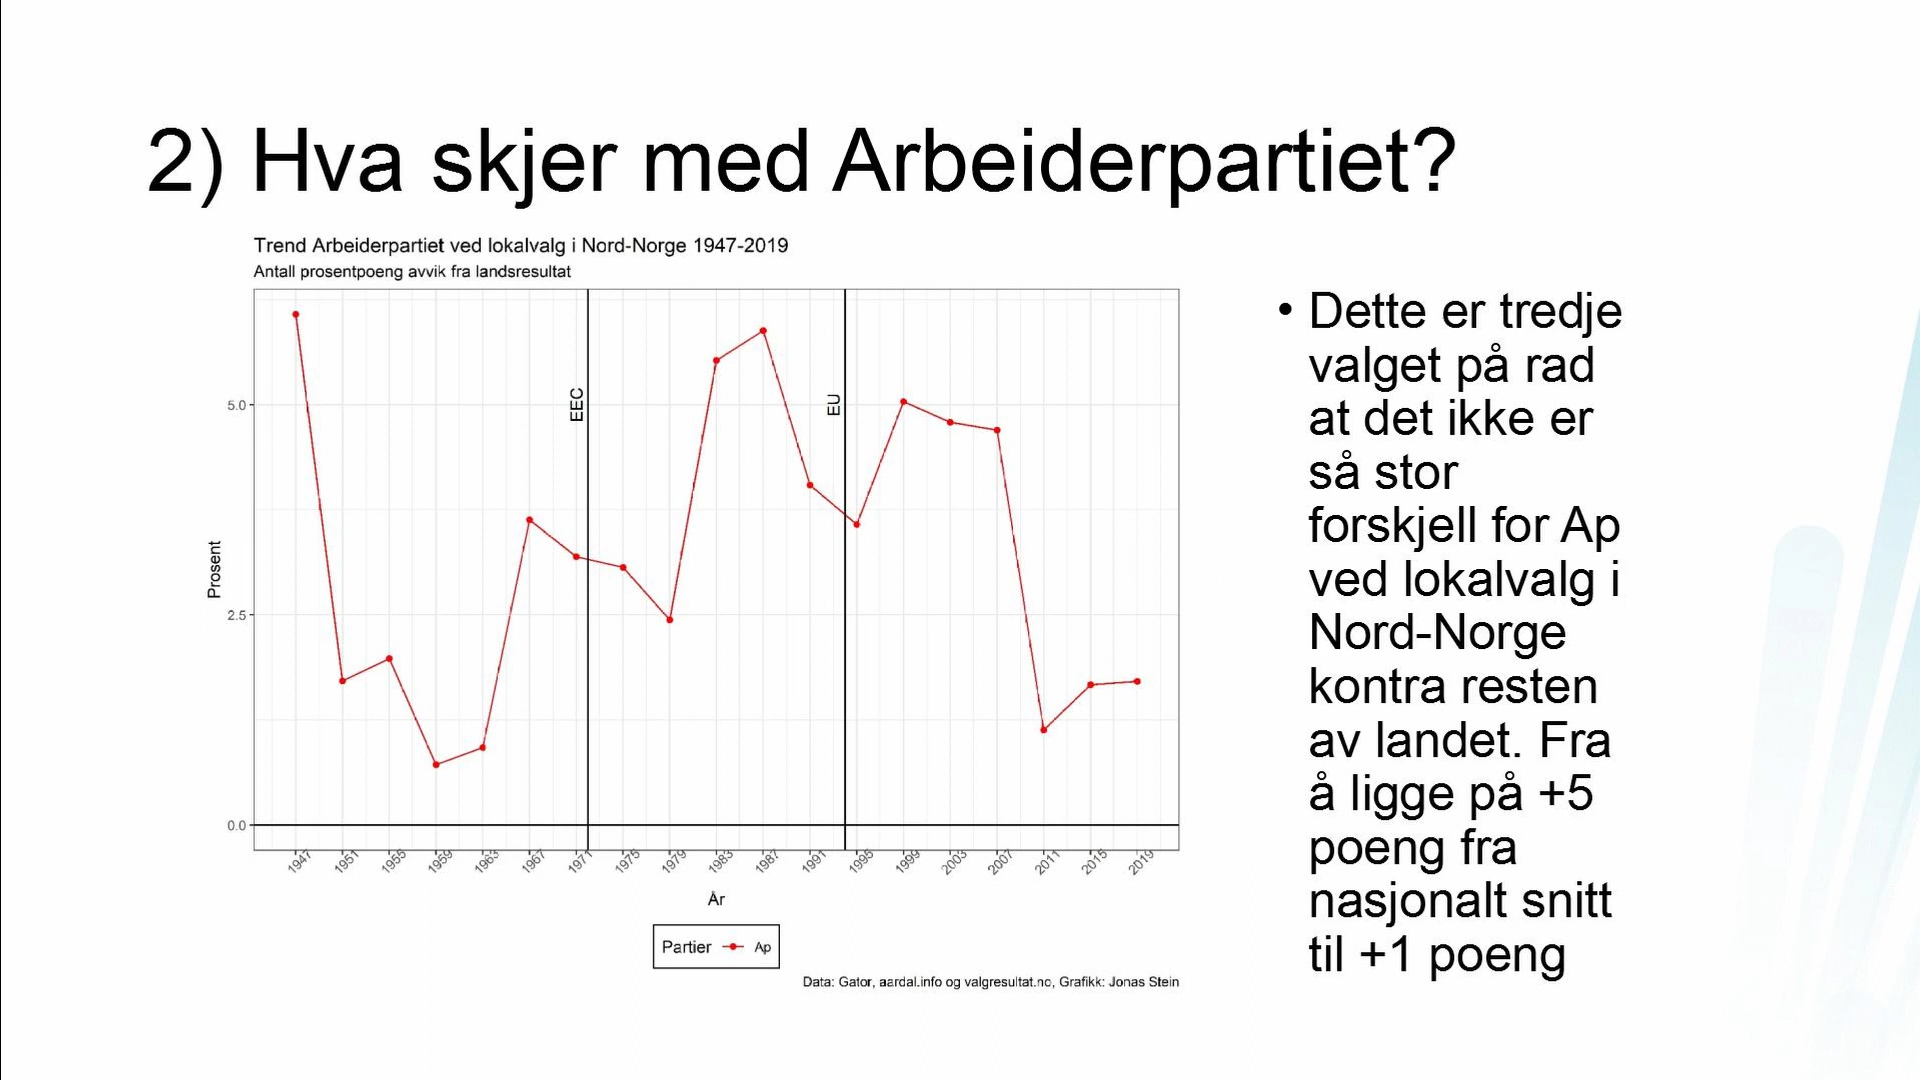 2) Hva skjer med Arbeiderpartiet?
Trend Arbeiderpartiet ved lokalvalg i Nord-Norge 1947-2019
Antall prosentpoeng avvik fra landsresultat
EEC
EU
5.0
2.5
0.0
Prosent
1947 1951 1955 1959 1963 1967 1971 1975 1979 1983 1987 1991 1995 1999 2003 2007 2011 2015 2019
År
Partier Ap
Data: Gator, aardal.info og valgresultat.no, Grafikk: Jonas Stein
• Dette er tredje
valget på rad
at det ikke er
så stor
forskjell for Ap
ved lokalvalg i
Nord-Norge
kontra resten
av landet. Fra
å ligge på +5
poeng fra
nasjonalt snitt
til +1 poeng